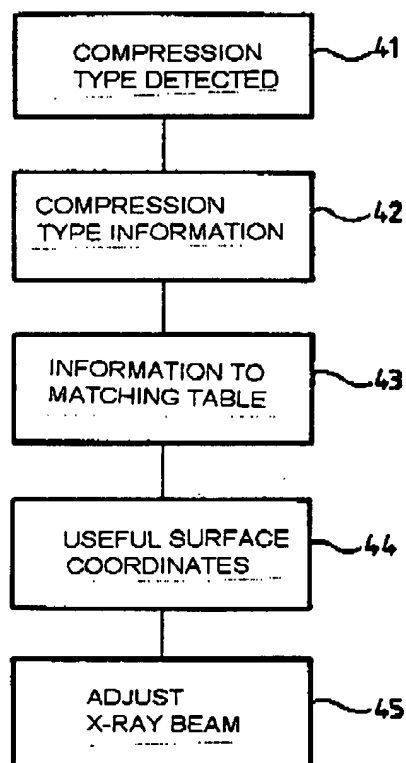 COMPRESSION
TYPE DETECTED
41
COMPRESSION
TYPE INFORMATION
42
INFORMATION TO
MATCHING TABLE
43
USEFUL SURFACE
COORDINATES
44
ADJUST
X-RAY BEAM
45